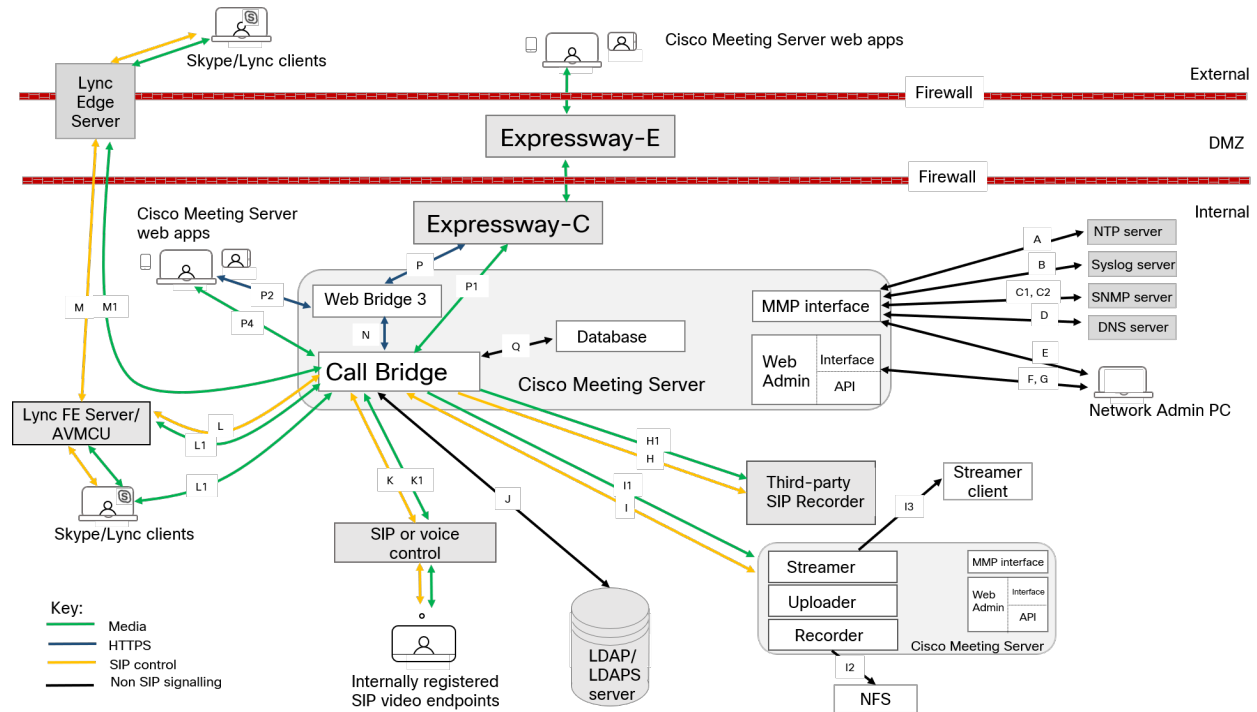 Skype/Lync clients
Cisco Meeting Server web apps
External
Lync
Edge
Server
Firewall
Expressway-E
DMZ
Firewall
Internal
Cisco Meeting Server
web apps
Expressway-C
P
P1
P2
P4
M
M1
Web Bridge 3
N
Call Bridge
Q
Database
Cisco Meeting Server
MMP interface
Web
Admin
Interface
API
A
B
C1, C2
D
E
F, G
NTP server
Syslog server
SNMP server
DNS server
Network Admin PC
Lync FE Server/
AVMCU
L
L1
L1
S
Skype/Lync clients
K
K1
J
H1
H
I1
I
Third-party
SIP Recorder
Streamer
client
I3
SIP or voice
control
Internally registered
SIP video endpoints
LDAP/
LDAPS
server
Streamer
Uploader
Recorder
MMP interface
Web
Admin
Interface
API
Cisco Meeting Server
I2
NFS
Key:
Media
HTTPS
SIP control
Non SIP signalling
S